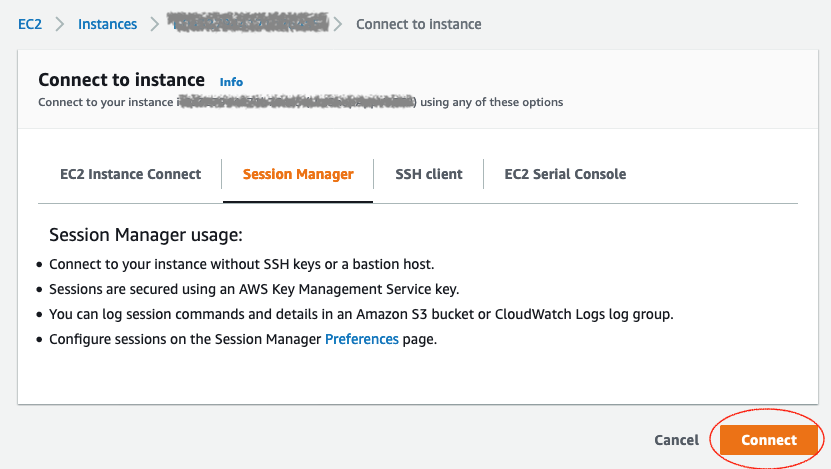 EC2 > Instances > > Connect to instance
Connect to instance Info
Connect to your instance ) using any of these options
EC2 Instance Connect Session Manager SSH client EC2 Serial Console
Session Manager usage:
• Connect to your instance without SSH keys or a bastion host.
• Sessions are secured using an AWS Key Management Service key.
• You can log session commands and details in an Amazon S3 bucket or CloudWatch Logs log group.
• Configure sessions on the Session Manager Preferences page.
Cancel Connect